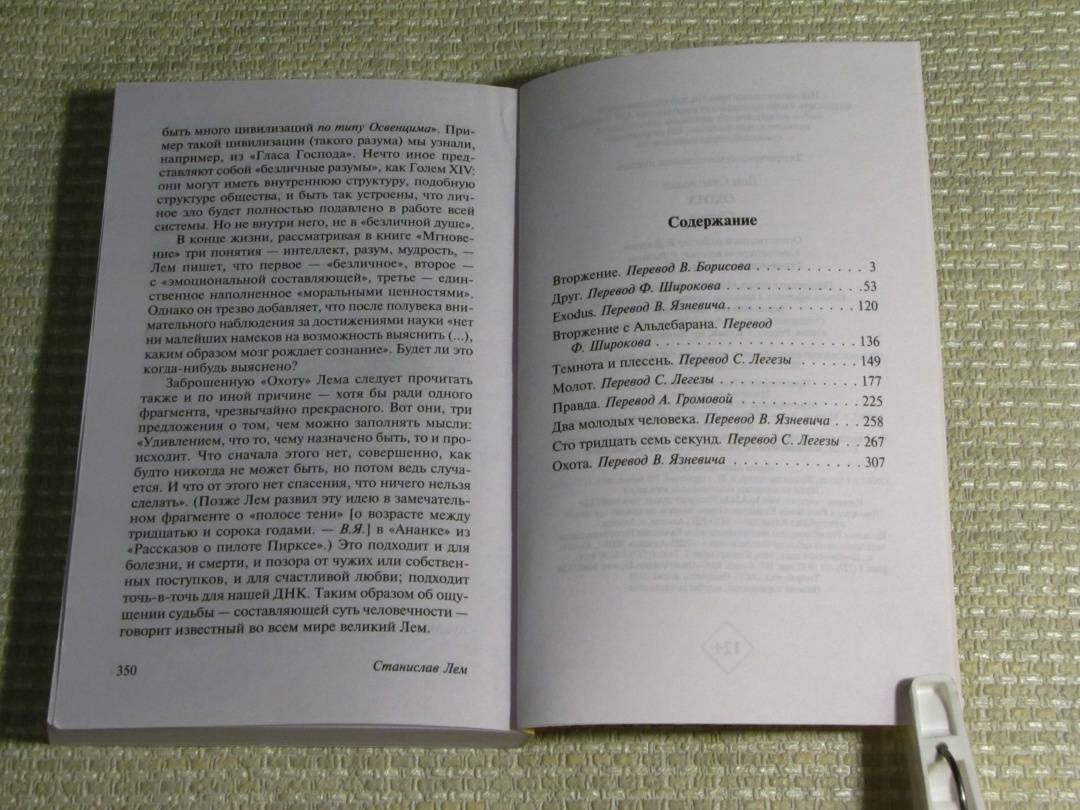 быть много цивилизаций по типу Освенцима». При-
мер такой цивилизации (такого разума) мы узнали,
например, из «Гласа Господа». Нечто иное пред-
ставляют собой «безличные разумы», как Голем XIV:
они могут иметь внутреннюю структуру, подобную
структуре общества, и быть так устроены, что лич-
ное зло будет полностью подавлено в работе всей
системы. Но не внутри него, не в «безличной душе».
В конце жизни, рассматривая в книге «Мгнове-
ние» три понятия — интеллект, разум, мудрость, —
Лем пишет, что первое — «безличное», второе —
с «эмоциональной составляющей», третье — един-
ственное наполненное «моральными ценностями».
Однако он трезво добавляет, что после полувека вни-
мательного наблюдения за достижениями науки «нет
ни малейших намеков на возможность выяснить (...),
каким образом мозг рождает сознание». Будет ли это
когда-нибудь выяснено?
Заброшенную «Охоту» Лема следует прочитать
также и по иной причине — хотя бы ради одного
фрагмента, чрезвычайно прекрасного. Вот они, три
предложения о том, чем можно заполнять мысли:
«Удивлением, что то, чему назначено быть, то и про-
исходит. Что сначала этого нет, совершенно, как
будто никогда не может быть, но потом ведь случа-
ется. И что от этого нет спасения, что ничего нельзя
сделать». (Позже Лем развил эту идею в замечатель-
ном фрагменте о «полосе тени» [о возрасте между
тридцатью и сорока годами. — В.Я.] в «Ананке» из
«Рассказов о пилоте Пирксе».) Это подходит и для
болезни, и смерти, и позора от чужих или собствен-
ных поступков, и для счастливой любви; подходит
точь-в-точь для нашей ДНК. Таким образом об ощу-
щении судьбы — составляющей суть человечности —
говорит известный во всем мире великий Лем.
350 Станислав Лем
Содержание
Вторжение. Перевод В. Борисова . . . . . . . . . . . 3
Друг. Перевод Ф. Широкова . . . . . . . . . . . . . . 53
Exodus. Перевод В. Язневича . . . . . . . . . . . . . 120
Вторжение с Альдебарана. Перевод
Ф. Широкова . . . . . . . . . . . . . . . . . . . . . 136
Темнота и плесень. Перевод С. Легезы . . . . . . . 149
Молот. Перевод С. Легезы . . . . . . . . . . . . . . 177
Правда. Перевод А. Громовой . . . . . . . . . . . . 225
Два молодых человека. Перевод В. Язневича . . . 258
Сто тридцать семь секунд. Перевод С. Легезы . . 267
Охота. Перевод В. Язневича . . . . . . . . . . . . . 307
12+